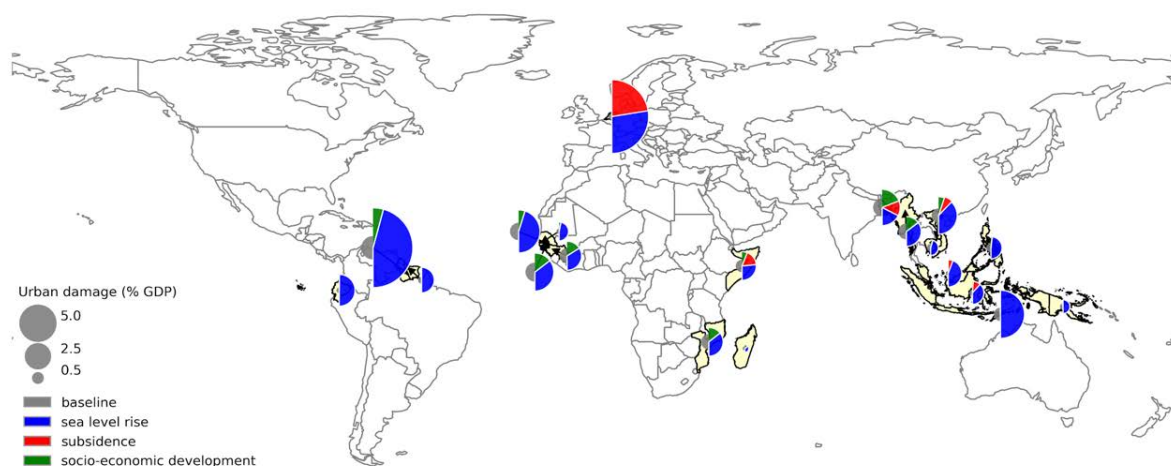 Urban damage (% GDP)
5.0
2.5
0.5
baseline
sea level rise
subsidence
socio-economic development